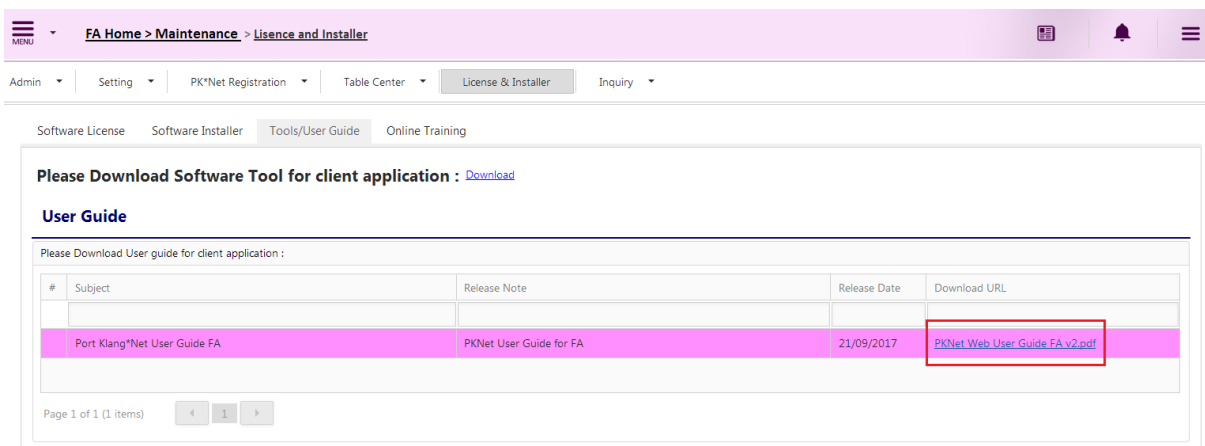 MENU FA Home > Maintenance > Lisence and Installer
Admin Setting PK*Net Registration Table Center License & Installer Inquiry
Software License Software Installer Tools/User Guide Online Training
Please Download Software Tool for client application : Download
User Guide
Please Download User guide for client application :
# Subject Release Note Release Date Download URL
Port Klang*Net User Guide FA PKNet User Guide for FA 21/09/2017 PKNet Web User Guide FA v2.pdf
Page 1 of 1 (1 items) 1